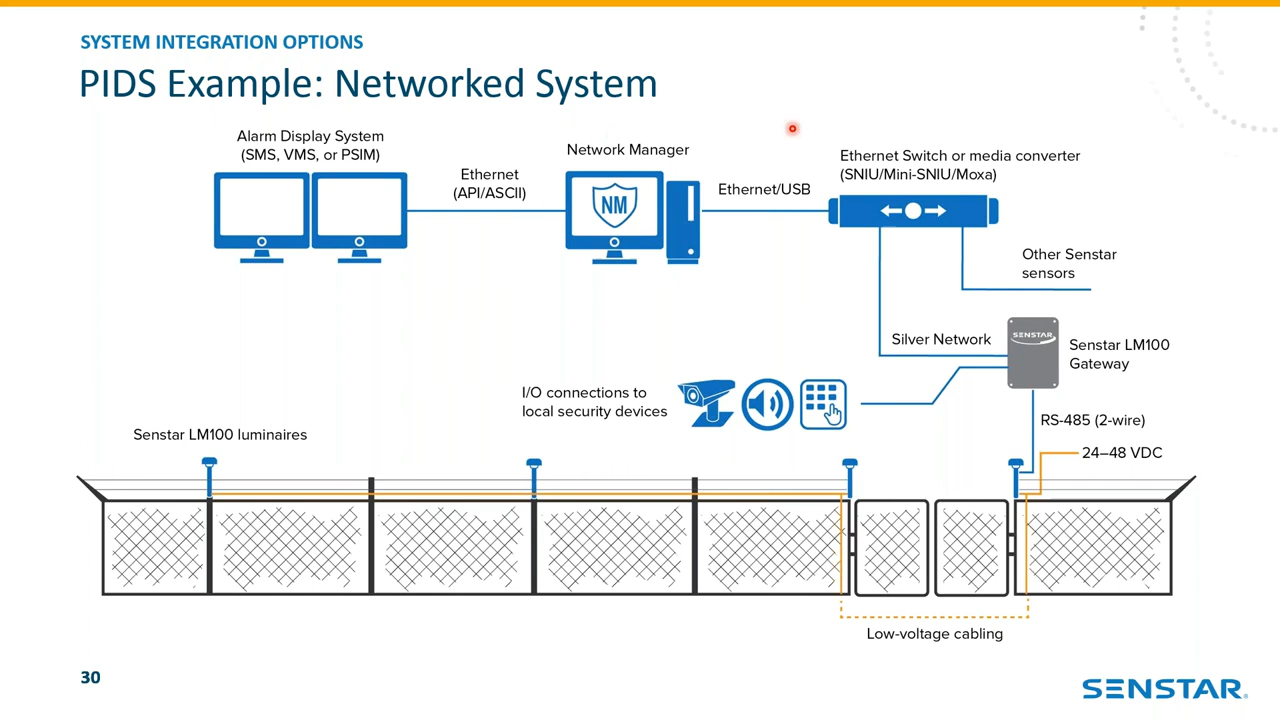 SYSTEM INTEGRATION OPTIONS
PIDS Example: Networked System
Alarm Display System
(SMS, VMS, or PSIM)
Ethernet
(API/ASCII)
Network Manager
NM
Ethernet/USB
Ethernet Switch or media converter
(SNIU/Mini-SNIU/Moxa)
Other Senstar
sensors
Silver Network
SENSTAR
Senstar LM100
Gateway
I/O connections to
local security devices
RS-485 (2-wire)
Senstar LM100 luminaires
24–48 VDC
Low-voltage cabling
30
SENSTAR®